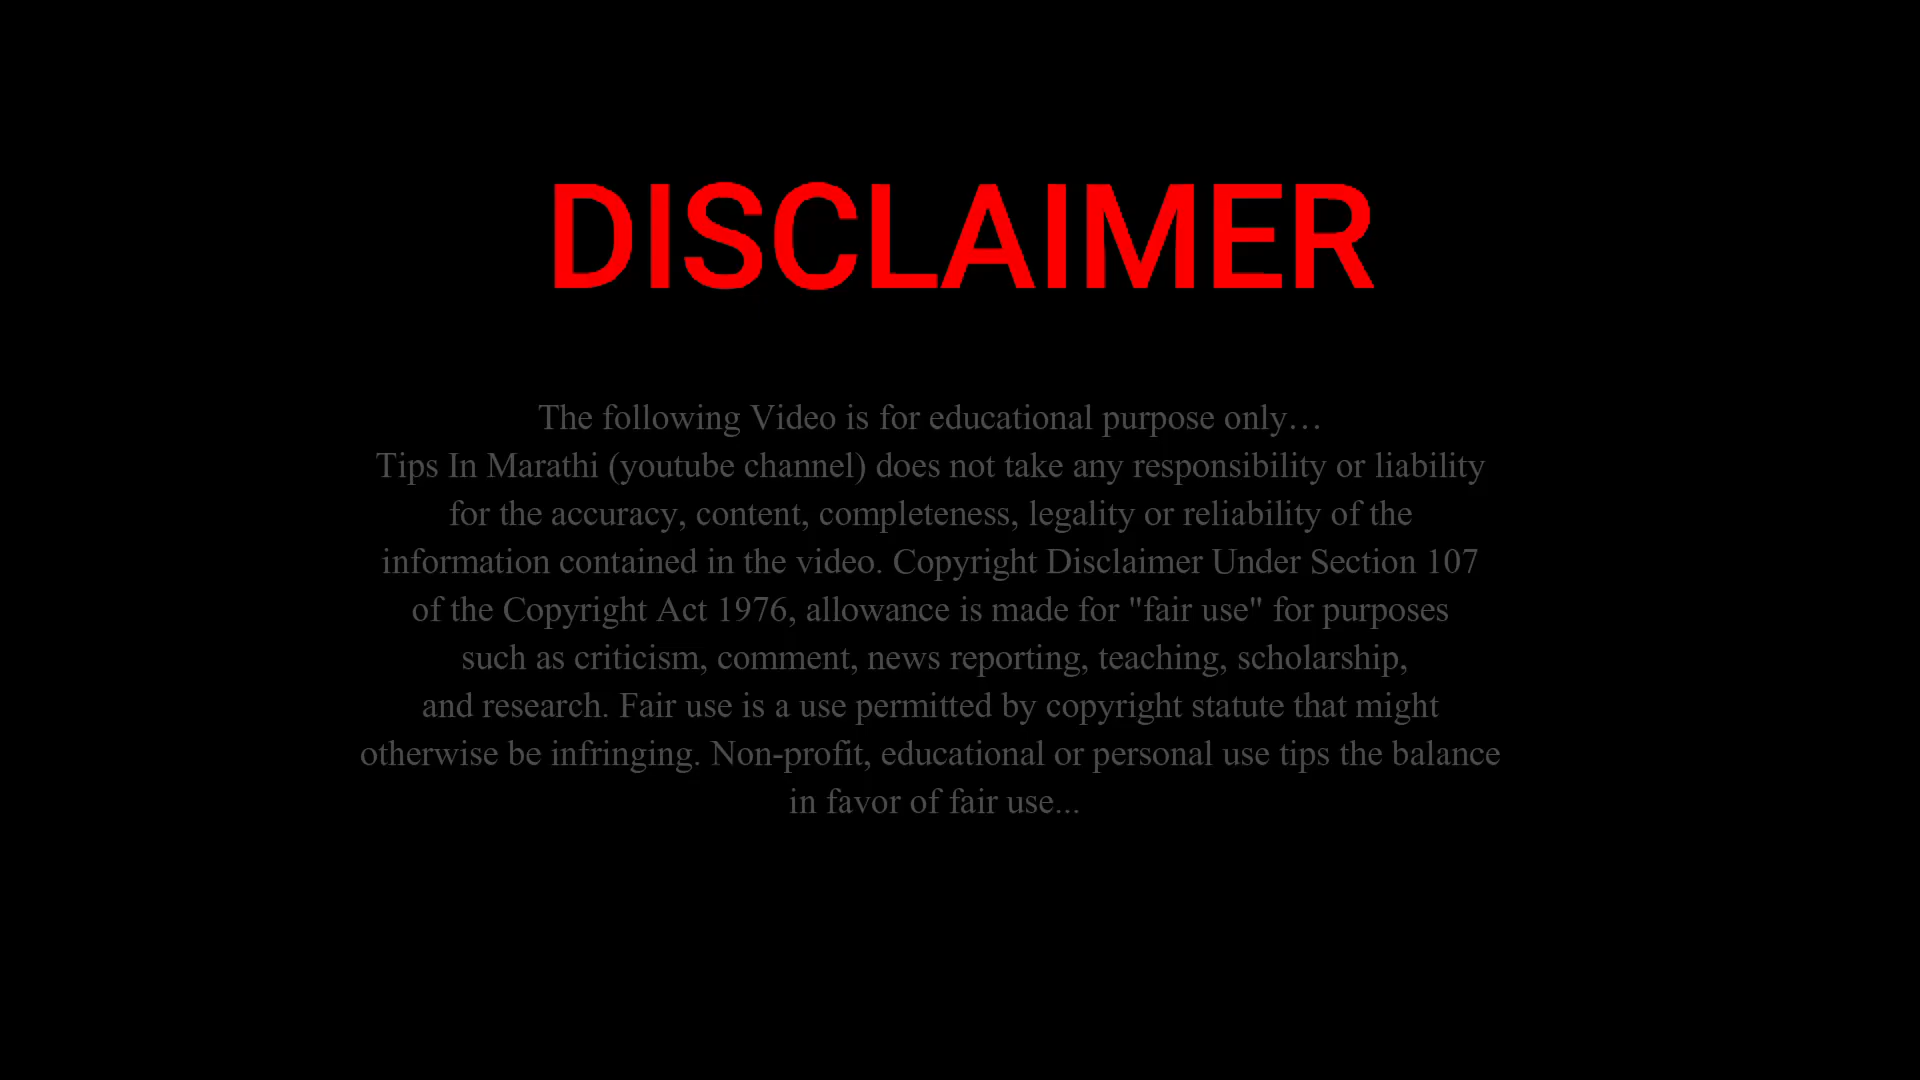 DISCLAIMER
The following Video is for educational purpose only…
Tips In Marathi (youtube channel) does not take any responsibility or liability
for the accuracy, content, completeness, legality or reliability of the
information contained in the video. Copyright Disclaimer Under Section 107
of the Copyright Act 1976, allowance is made for "fair use" for purposes
such as criticism, comment, news reporting, teaching, scholarship,
and research. Fair use is a use permitted by copyright statute that might
otherwise be infringing. Non-profit, educational or personal use tips the balance
in favor of fair use...